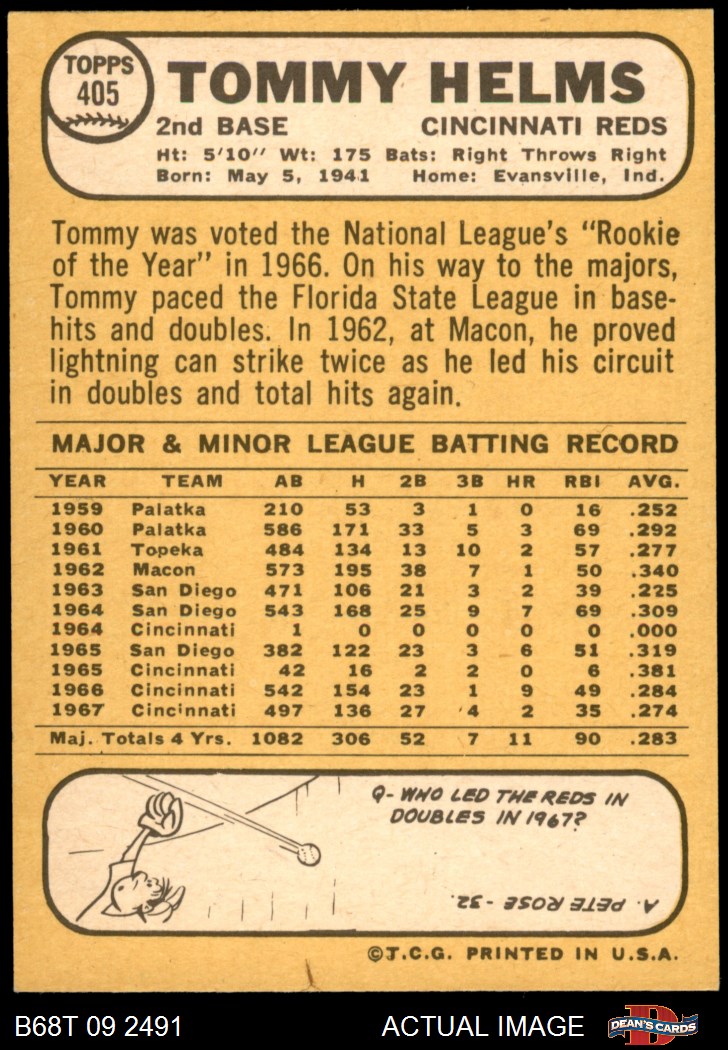 TOPPS
405
TOMMY HELMS
2nd BASE CINCINNATI REDS
Ht: 5'10" Wt: 175 Bats: Right Throws Right
Born: May 5, 1941 Home: Evansville, Ind.
Tommy was voted the National League's "Rookie
of the Year" in 1966. On his way to the majors,
Tommy paced the Florida State League in base-
hits and doubles. In 1962, at Macon, he proved
lightning can strike twice as he led his circuit
in doubles and total hits again.
MAJOR & MINOR LEAGUE BATTING RECORD
YEAR TEAM AB H 2B 3B HR RBI AVG.
1959 Palatka 210 53 3 1 0 16 .252
1960 Palatka 586 171 33 5 3 69 .292
1961 Topeka 484 134 13 10 2 57 .277
1962 Macon 573 195 38 7 1 50 .340
1963 San Diego 471 106 21 3 2 39 .225
1964 San Diego 543 168 25 9 7 69 .309
1964 Cincinnati 1 0 0 0 0 0 .000
1965 San Diego 382 122 23 3 6 51 .319
1965 Cincinnati 42 16 2 2 0 6 .381
1966 Cincinnati 542 154 23 1 9 49 .284
1967 Cincinnati 497 136 27 4 2 35 .274
Maj. Totals 4 Yrs. 1082 306 52 7 11 90 .283
Q- WHO LED THE REDS IN
DOUBLES IN 1967?
A. PETE ROSE - 32.
©T.C.G. PRINTED IN U.S.A.
B68T 09 2491 ACTUAL IMAGE DEAN'S CARDS